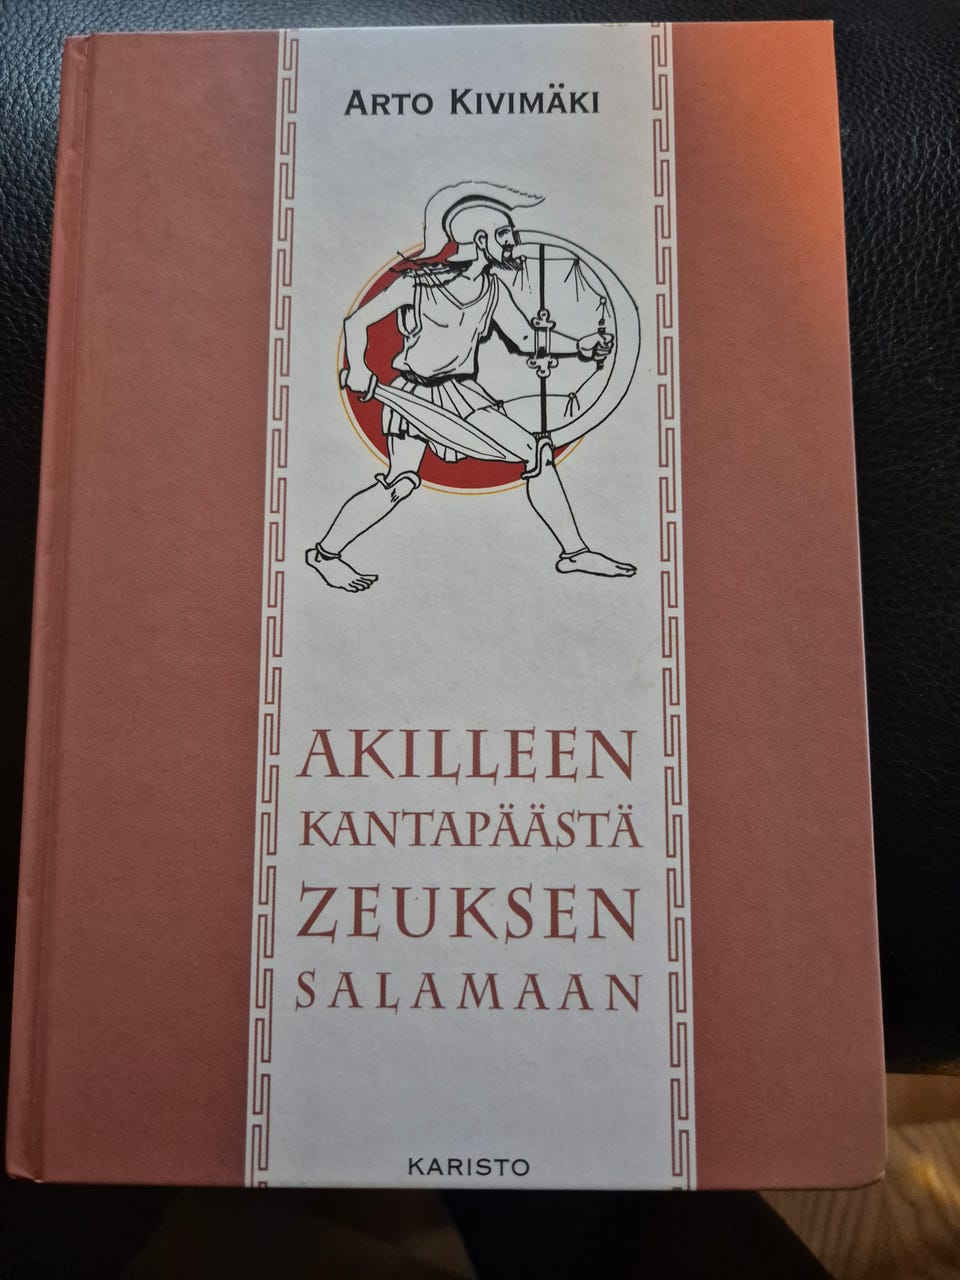 ARTO KIVIMÄKI
AKILLEEN
KANTAPÄÄSTÄ
ZEUKSEN
SALAMAAN
KARISTO